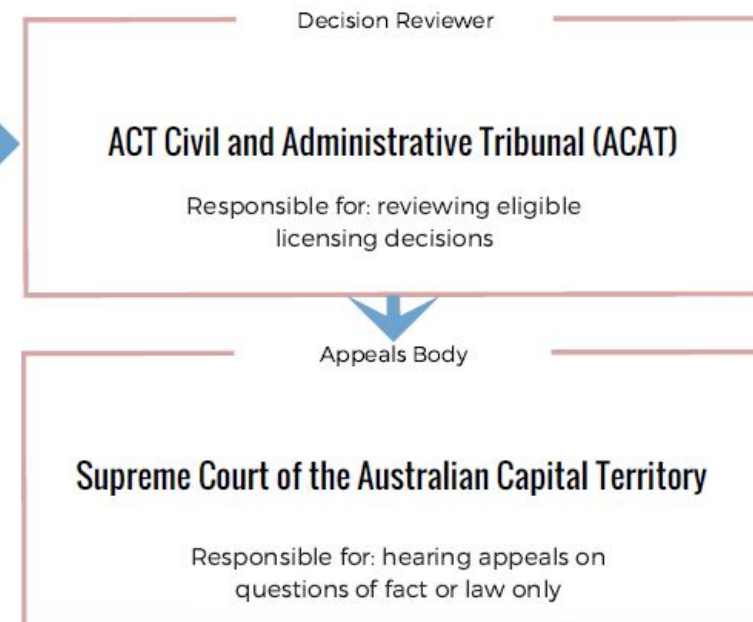 Decision Reviewer
ACT Civil and Administrative Tribunal (ACAT)
Responsible for: reviewing eligible
licensing decisions
Appeals Body
Supreme Court of the Australian Capital Territory
Responsible for: hearing appeals on
questions of fact or law only